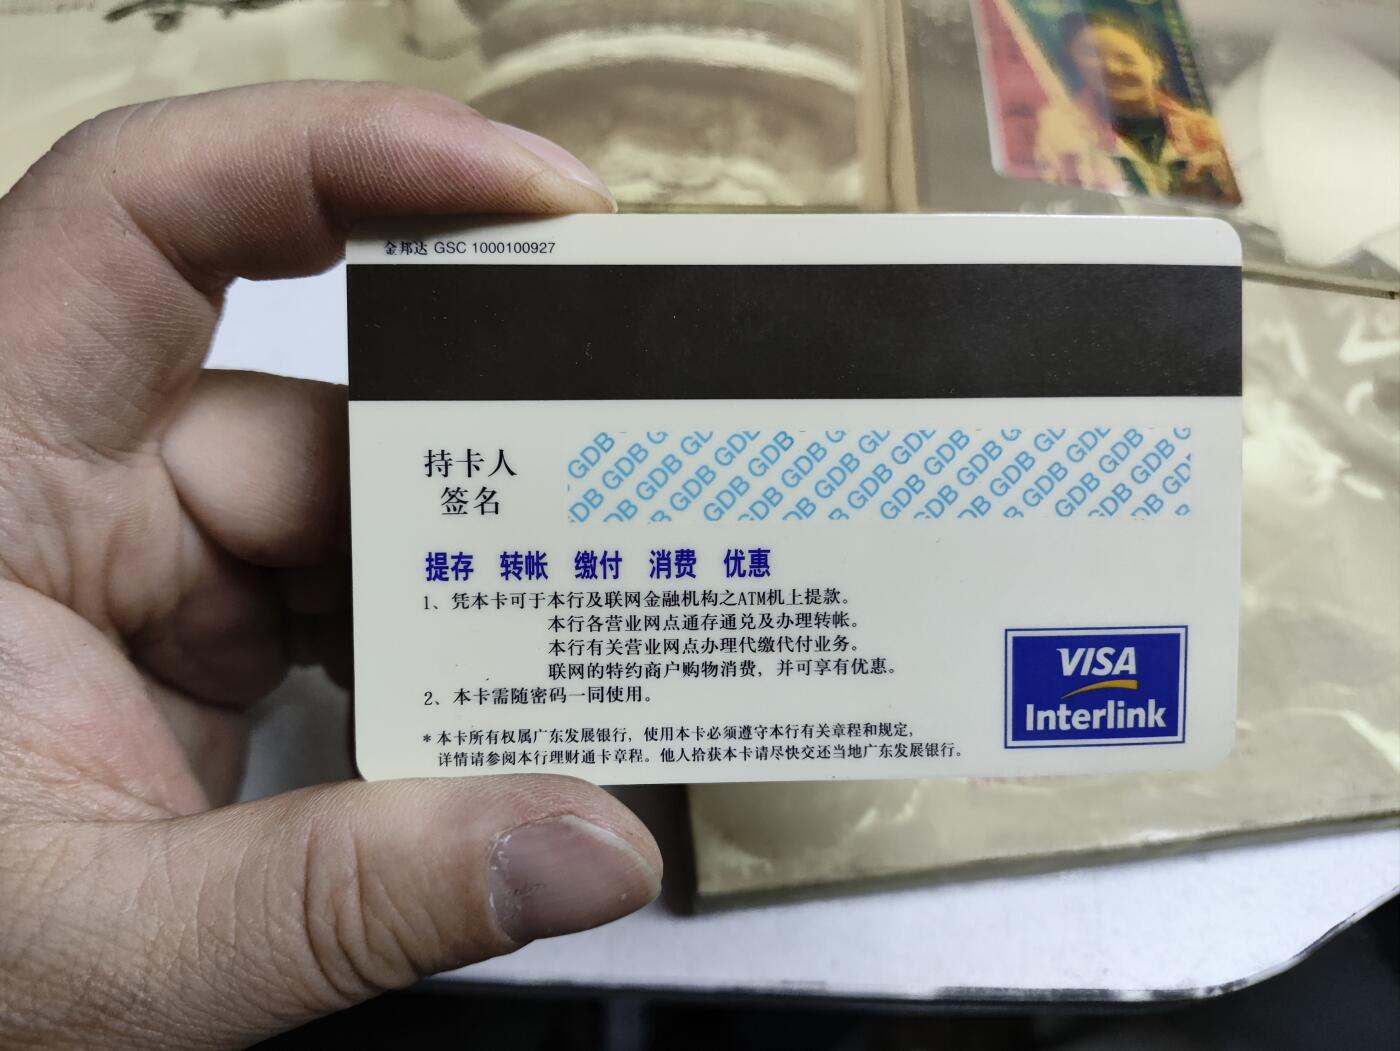 金邦达 GSC 1000100927
持卡人
签名
GDB GDB GDB GDB GDB GDB GDB GDB GDB
提存 转帐 缴付 消费 优惠
1、凭本卡可于本行及联网金融机构之ATM机上提款。
本行各营业网点通存通兑及办理转帐。
本行有关营业网点办理代缴代付业务。
联网的特约商户购物消费，并可享有优惠。
2、本卡需随密码一同使用。
VISA
Interlink
* 本卡所有权属广东发展银行，使用本卡必须遵守本行有关章程和规定，
详情请参阅本行理财通卡章程。他人拾获本卡请尽快交还当地广东发展银行。